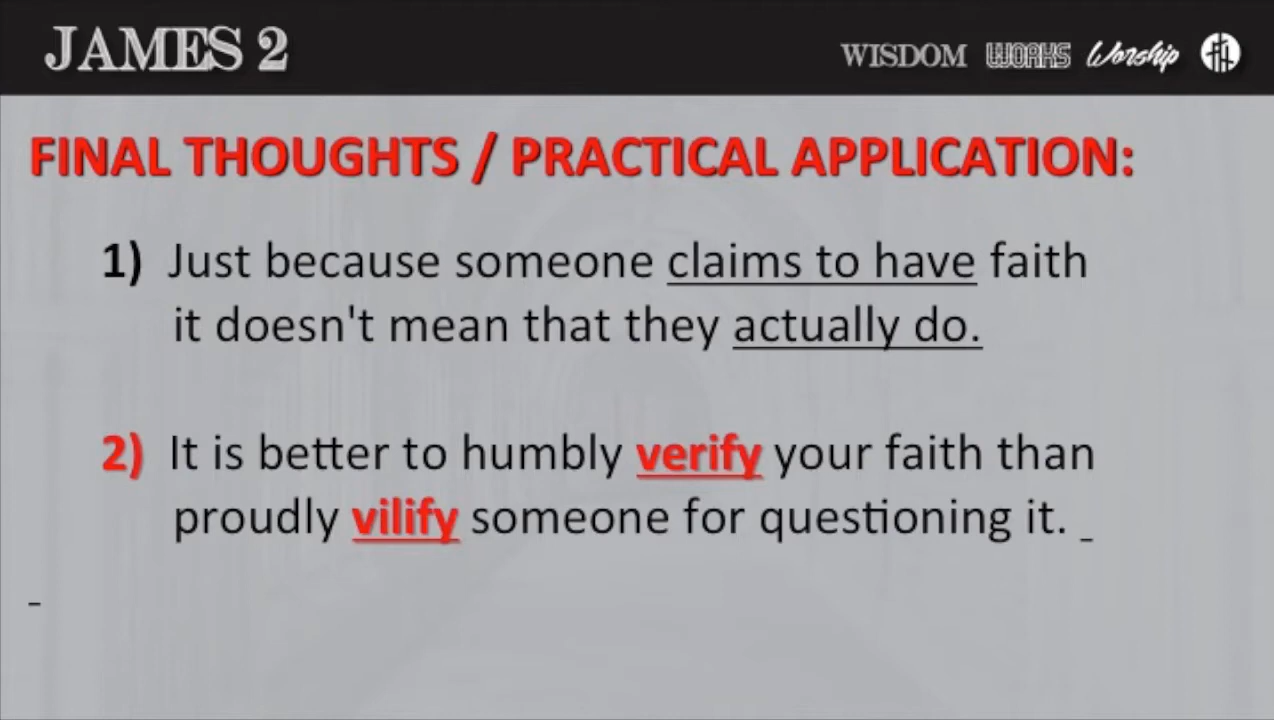 JAMES 2
WISDOM WORKS Worship
FINAL THOUGHTS / PRACTICAL APPLICATION:
1) Just because someone claims to have faith
it doesn't mean that they actually do.
2) It is better to humbly verify your faith than
proudly vilify someone for questioning it.